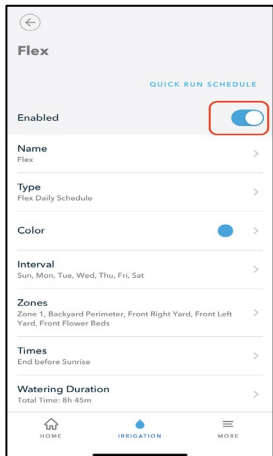 Flex
QUICK RUN SCHEDULE
Enabled
Name
Flex
Type
Flex Daily Schedule
Color
Interval
Sun, Mon, Tue, Wed, Thu, Fri, Sat
Zones
Zone 1, Backyard Perimeter, Front Right Yard, Front Left
Yard, Front Flower Beds
Times
End before Sunrise
Watering Duration
Total Time: 8h 45m
HOME IRRIGATION MORE